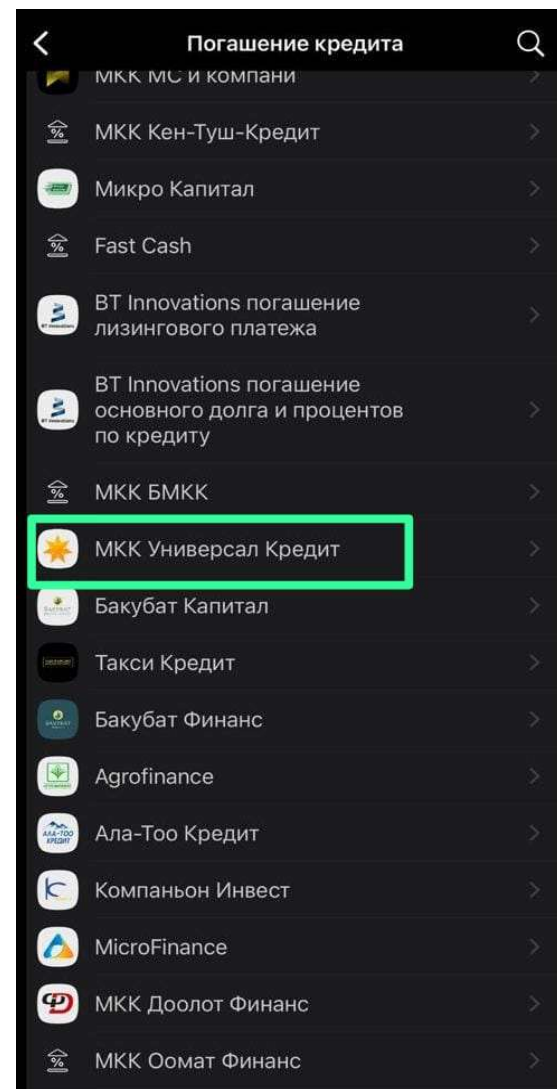 Погашение кредита
МКК МС и компани
МКК Кен-Туш-Кредит
Микро Капитал
Fast Cash
BT Innovations погашение
лизингового платежа
BT Innovations погашение
основного долга и процентов
по кредиту
МКК БМКК
МКК Универсал Кредит
Бакубат Капитал
Такси Кредит
Бакубат Финанс
Agrofinance
Ала-Тоо Кредит
Компаньон Инвест
MicroFinance
МКК Доолот Финанс
МКК Оомат Финанс